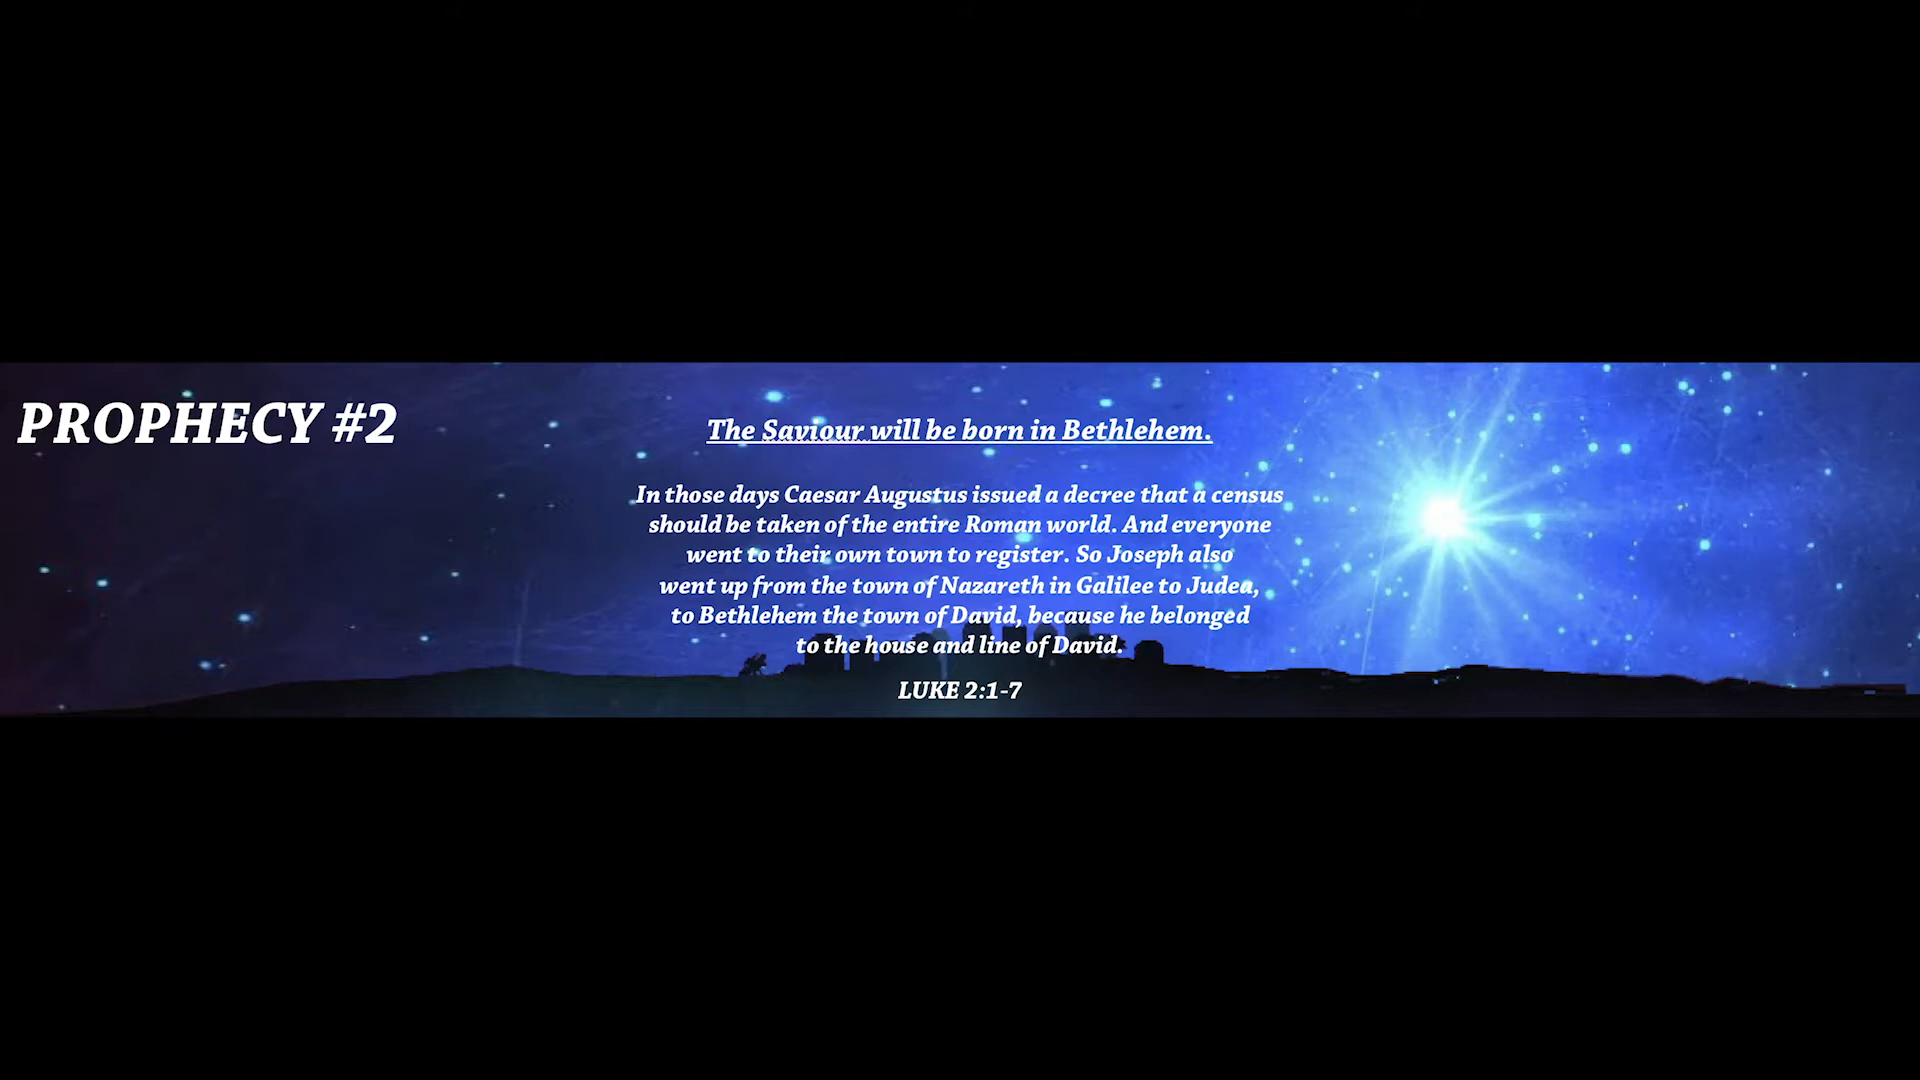 PROPHECY #2
The Saviour will be born in Bethlehem.
In those days Caesar Augustus issued a decree that a census
should be taken of the entire Roman world. And everyone
went to their own town to register. So Joseph also
went up from the town of Nazareth in Galilee to Judea,
to Bethlehem the town of David, because he belonged
to the house and line of David.
LUKE 2:1-7